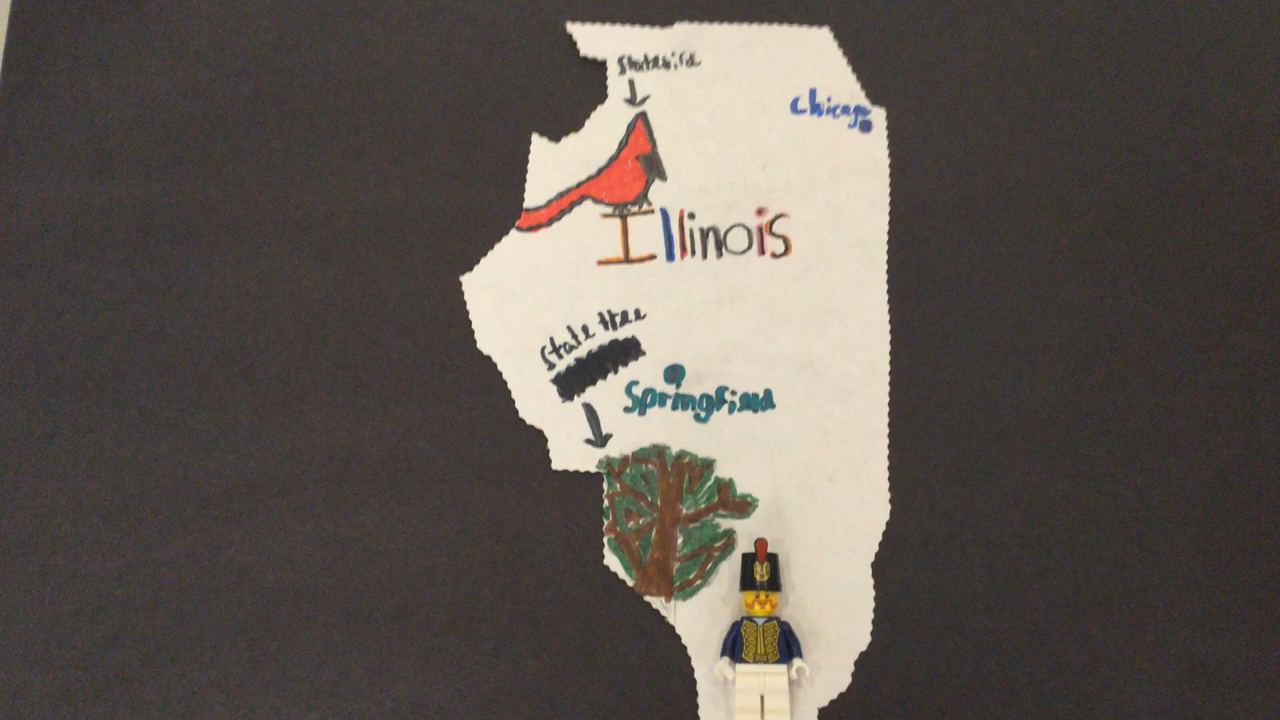 State bird
Chicago
Illinois
State tree
Springfield